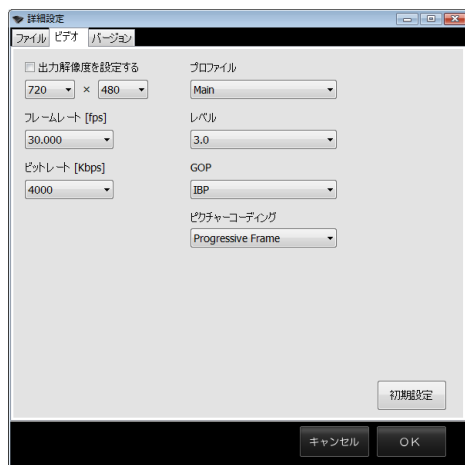 詳細設定
ファイル ビデオ バージョン
出力解像度を設定する
720 × 480
フレームレート [fps]
30.000
ビットレート [Kbps]
4000
プロファイル
Main
レベル
3.0
GOP
IBP
ピクチャーコーディング
Progressive Frame
初期設定
キャンセル OK